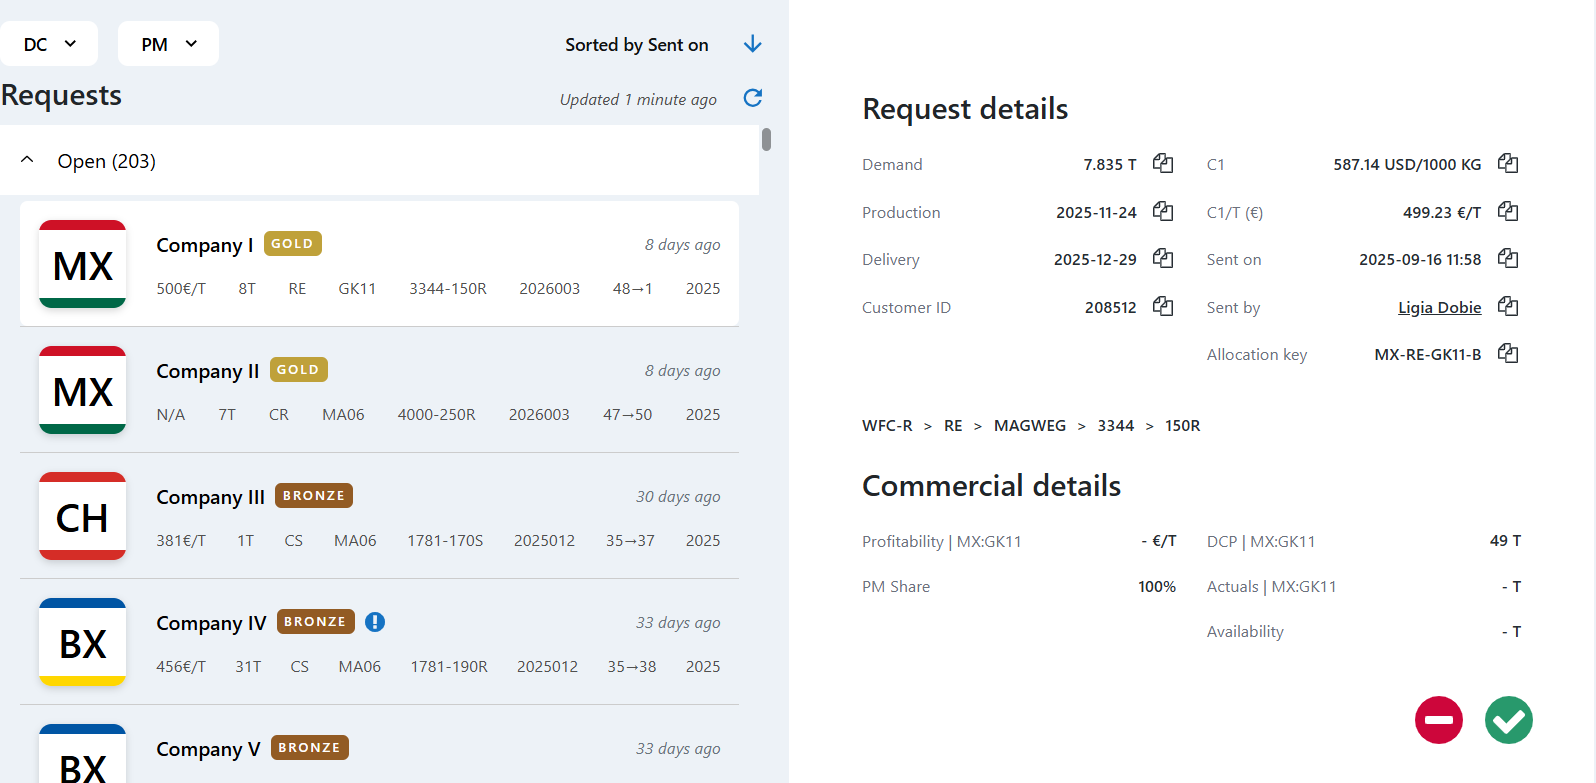 DC PM Sorted by Sent on
Requests Updated 1 minute ago
Open (203)
MX Company I GOLD 8 days ago
500€/T 8T RE GK11 3344-150R 2026003 48→1 2025
MX Company II GOLD 8 days ago
N/A 7T CR MA06 4000-250R 2026003 47→50 2025
CH Company III BRONZE 30 days ago
381€/T 1T CS MA06 1781-170S 2025012 35→37 2025
BX Company IV BRONZE 33 days ago
456€/T 31T CS MA06 1781-190R 2025012 35→38 2025
BX Company V BRONZE 33 days ago
Request details
Demand 7.835 T C1 587.14 USD/1000 KG
Production 2025-11-24 C1/T (€) 499.23 €/T
Delivery 2025-12-29 Sent on 2025-09-16 11:58
Customer ID 208512 Sent by Ligia Dobie
Allocation key MX-RE-GK11-B
WFC-R > RE > MAGWEG > 3344 > 150R
Commercial details
Profitability | MX:GK11 - €/T DCP | MX:GK11 49 T
PM Share 100% Actuals | MX:GK11 - T
Availability - T